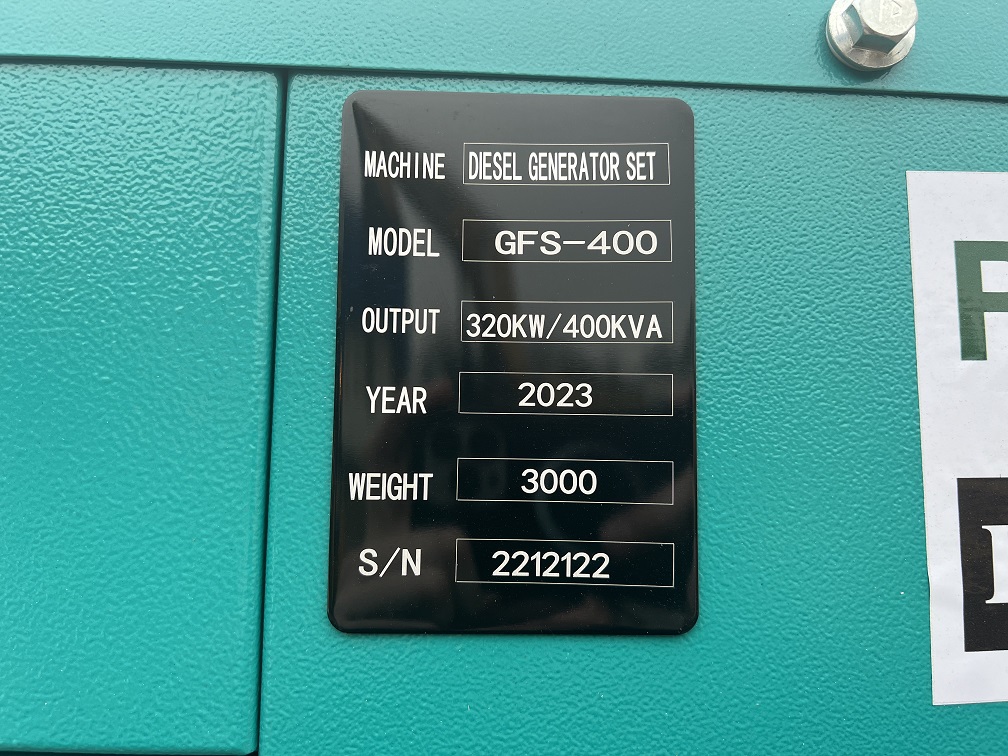 MACHINE DIESEL GENERATOR SET
MODEL GFS-400
OUTPUT 320KW/400KVA
YEAR 2023
WEIGHT 3000
S/N 2212122